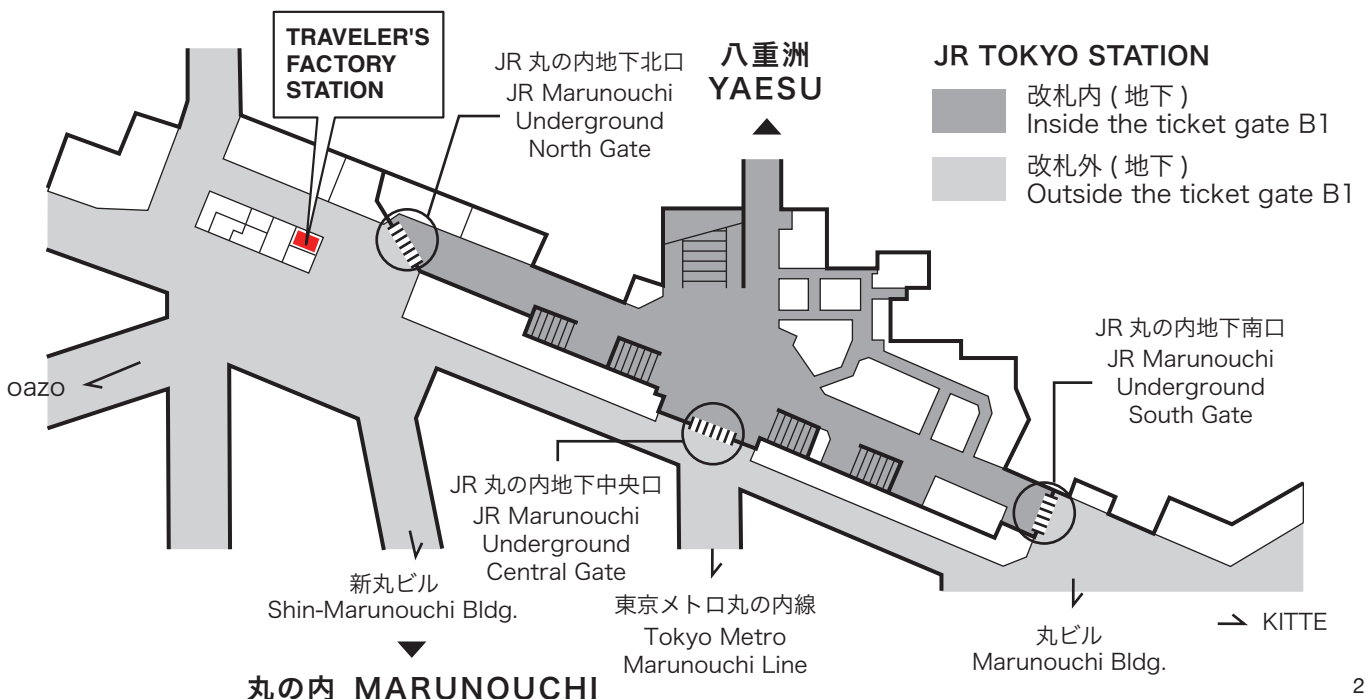 TRAVELER'S
FACTORY
STATION
JR 丸の内地下北口
JR Marunouchi
Underground
North Gate
八重洲
YAESU
JR TOKYO STATION
改札内 ( 地下 )
Inside the ticket gate B1
改札外 ( 地下 )
Outside the ticket gate B1
JR 丸の内地下南口
JR Marunouchi
Underground
South Gate
oazo
JR 丸の内地下中央口
JR Marunouchi
Underground
Central Gate
新丸ビル
Shin-Marunouchi Bldg.
東京メトロ丸の内線
Tokyo Metro
Marunouchi Line
丸ビル
Marunouchi Bldg.
KITTE
丸の内 MARUNOUCHI
2